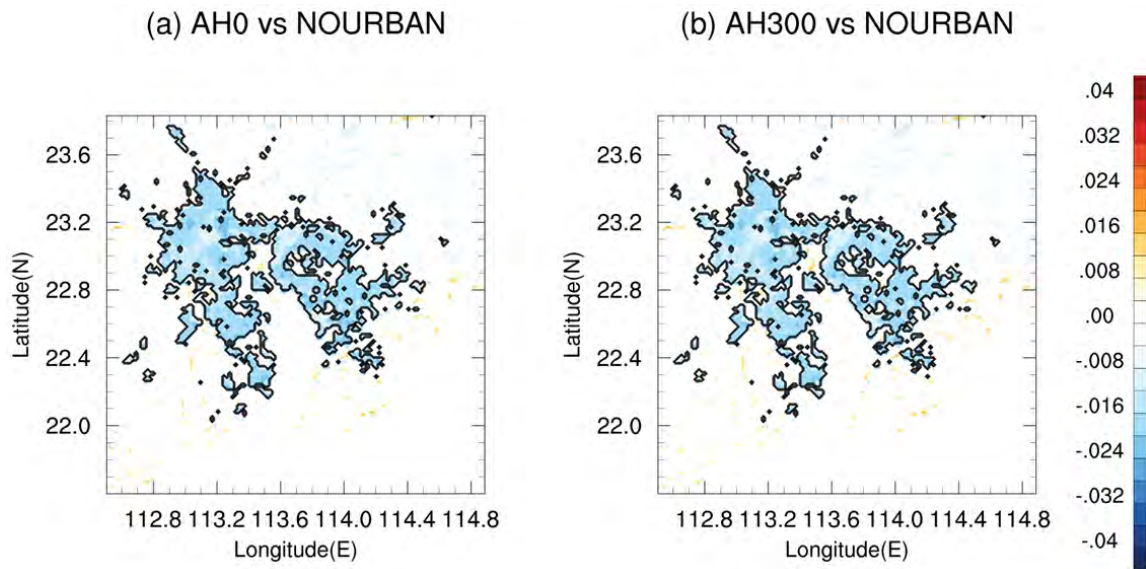 (a) AH0 vs NOURBAN
(b) AH300 vs NOURBAN
23.6
23.2
22.8
22.4
22.0
Latitude(N)
112.8 113.2 113.6 114.0 114.4 114.8
Longitude(E)
23.6
23.2
22.8
22.4
22.0
Latitude(N)
112.8 113.2 113.6 114.0 114.4 114.8
Longitude(E)
.04
.032
.024
.016
.008
.00
-.008
-.016
-.024
-.032
-.04